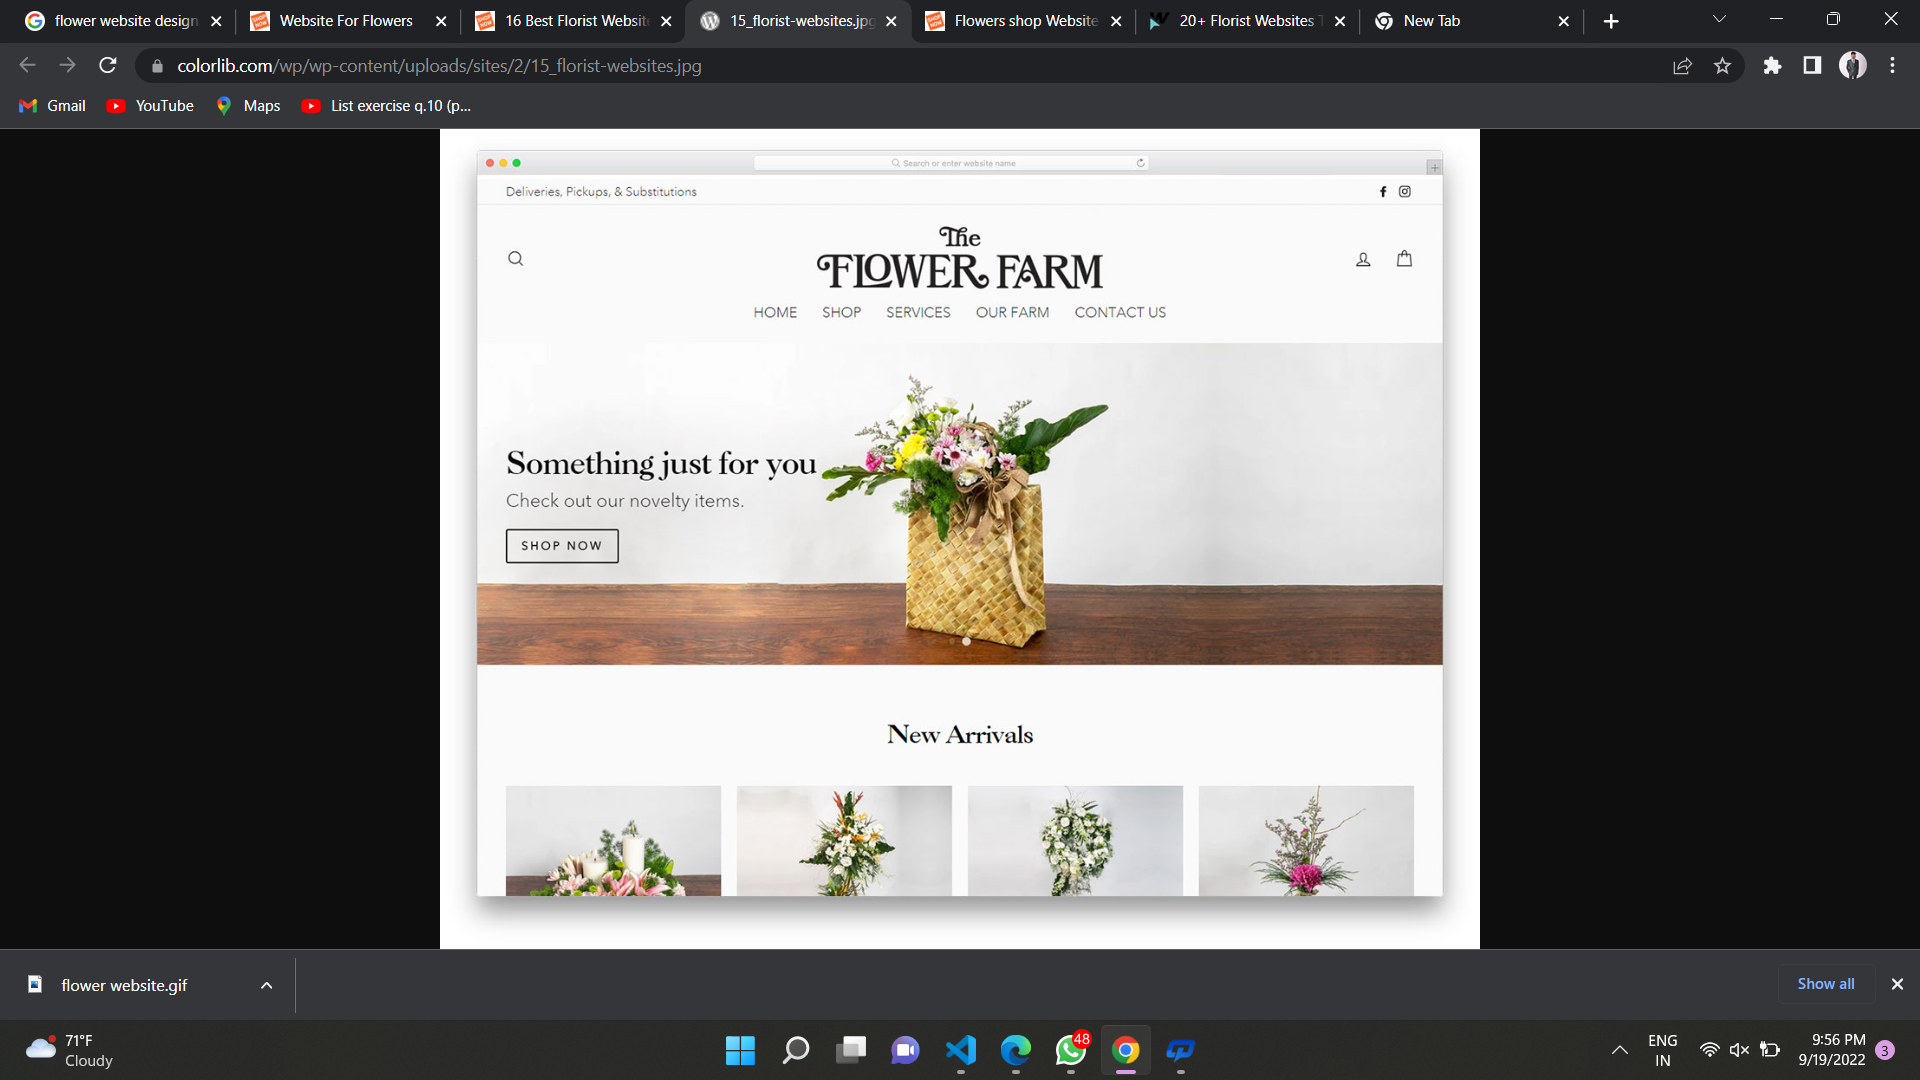 flower website design
Website For Flowers
16 Best Florist Website
15_florist-websites.jpg
Flowers shop Website
20+ Florist Websites T
New Tab
colorlib.com/wp/wp-content/uploads/sites/2/15_florist-websites.jpg
Gmail
YouTube
Maps
List exercise q.10 (p...
Search or enter website name
Deliveries, Pickups, & Substitutions
The
FLOWER FARM
HOME SHOP SERVICES OUR FARM CONTACT US
Something just for you
Check out our novelty items.
SHOP NOW
New Arrivals
flower website.gif
Show all
71°F
Cloudy
48
ENG
IN
9:56 PM
9/19/2022
3